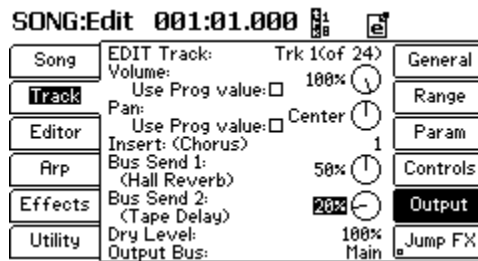 SONG:Edit 001:01.000
Song
Track
Editor
Arp
Effects
Utility
EDIT Track: Trk 1(of 24)
Volume: 100%
Use Prog value:
Pan: Center
Use Prog value:
Insert: (Chorus) 1
Bus Send 1: 50%
(Hall Reverb)
Bus Send 2: 20%
(Tape Delay)
Dry Level: 100%
Output Bus: Main
General
Range
Param
Controls
Output
Jump FX